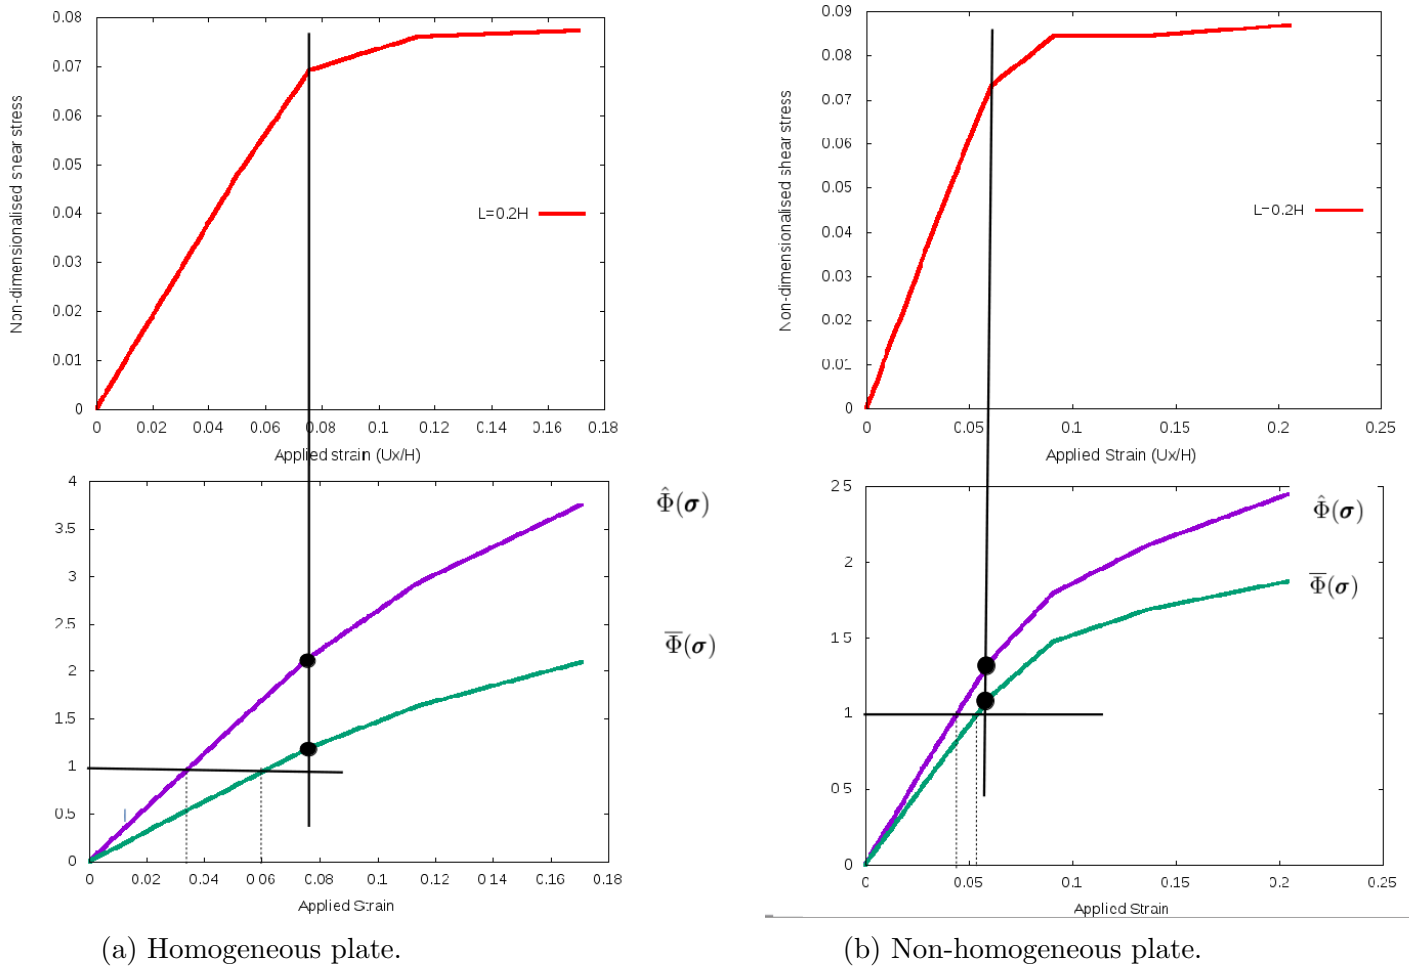 0.08
0.07
0.06
0.05
0.04
0.03
0.02
0.01
0
Non-dimensionalised shear stress
L=0.2H
0 0.02 0.04 0.06 0.08 0.1 0.12 0.14 0.16 0.18
Applied strain (Ux/H)
0.09
0.08
0.07
0.06
0.05
0.04
0.03
0.02
0.01
0
Non-dimensionalised shear stress
L=0.2H
0 0.05 0.1 0.15 0.2 0.25
Applied Strain (Ux/H)
4
3.5
3
2.5
2
1.5
1
0.5
0
Φ̂(σ)
Φ̅(σ)
0 0.02 0.04 0.06 0.08 0.1 0.12 0.14 0.16 0.18
Applied Strain
2 5
2
1 5
1
0 5
0
Φ̂(σ)
Φ̅(σ)
0 0.05 0.1 0.15 0.2 0.25
Applied Strain
(a) Homogeneous plate.
(b) Non-homogeneous plate.